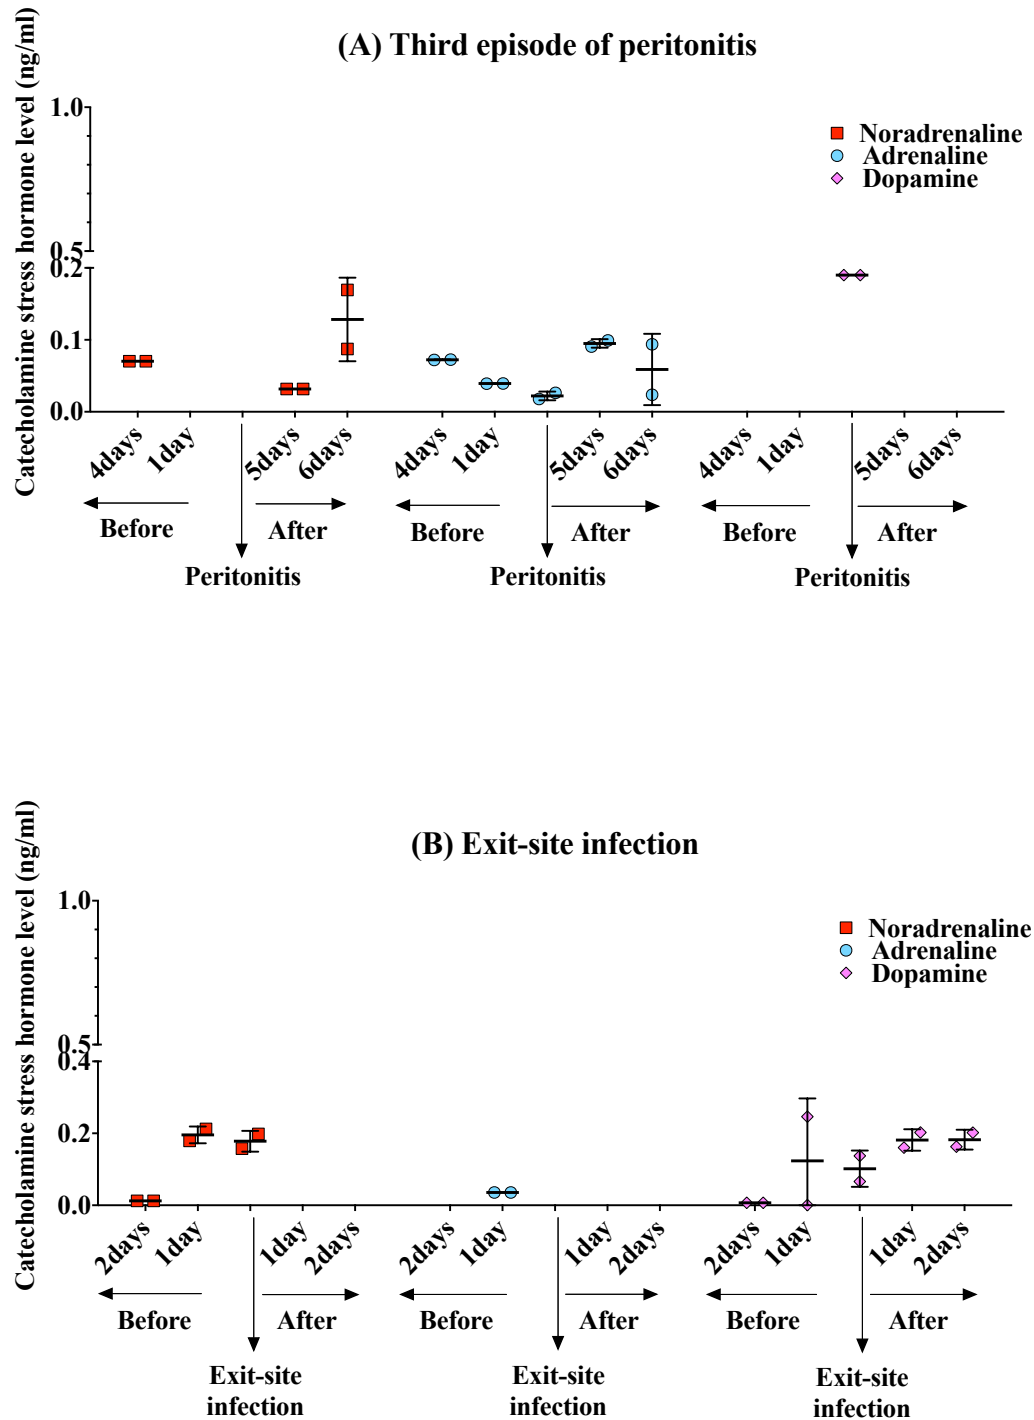 (A) Third episode of peritonitis
Catecholamine stress hormone level (ng/ml)
1.0
0.5
0.2
0.1
0.0
Noradrenaline
Adrenaline
Dopamine
4days 1day 5days 6days 4days 1day 5days 6days 4days 1day 5days 6days
Before After Before After Before After
Peritonitis Peritonitis Peritonitis
(B) Exit-site infection
Catecholamine stress hormone level (ng/ml)
1.0
0.5
0.4
0.2
0.0
Noradrenaline
Adrenaline
Dopamine
2days 1day 1day 2days 2days 1day 1day 2days 2days 1day 1day 2days
Before After Before After Before After
Exit-site Exit-site Exit-site
infection infection infection